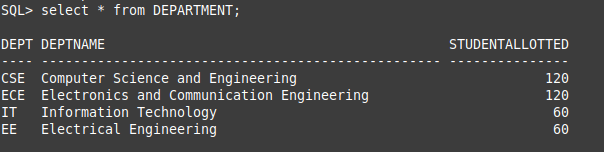 SQL> select * from DEPARTMENT;
DEPT DEPTNAME                                           STUDENTALLOTTED
---- -------------------------------------------------- ---------------
CSE  Computer Science and Engineering                               120
ECE  Electronics and Communication Engineering                      120
IT   Information Technology                                          60
EE   Electrical Engineering                                          60